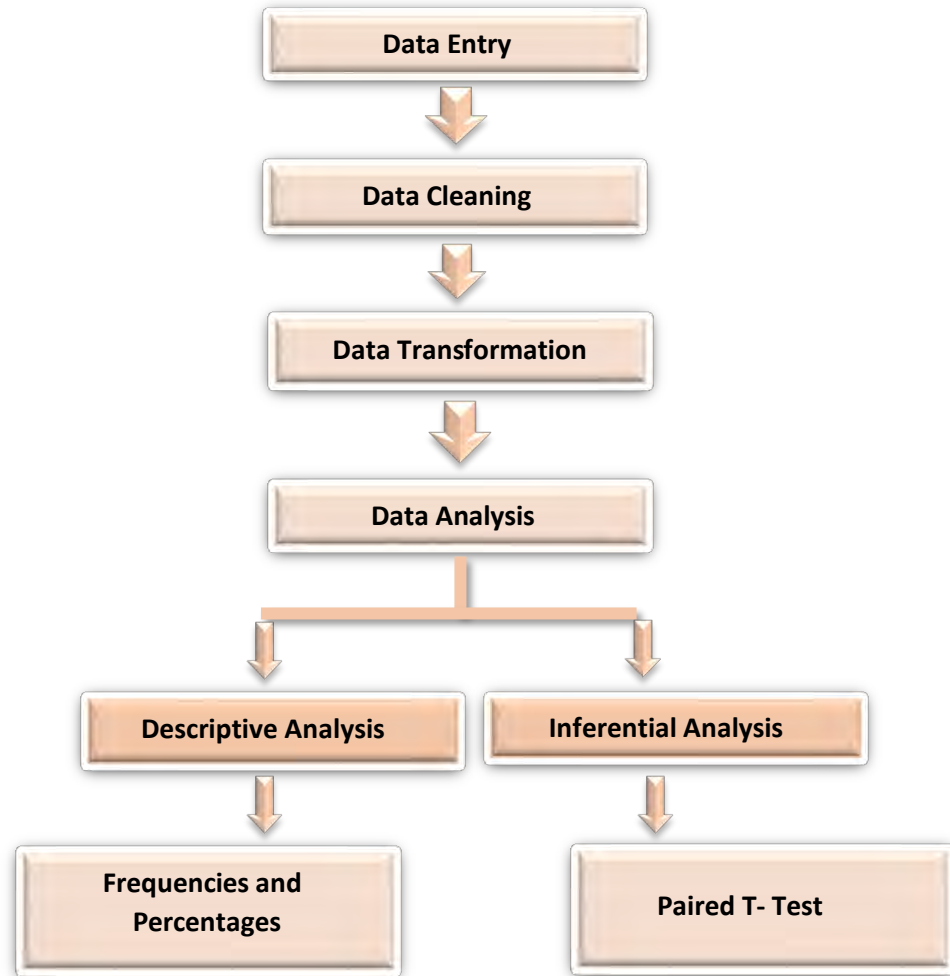 Data Entry
Data Cleaning
Data Transformation
Data Analysis
Descriptive Analysis
Inferential Analysis
Frequencies and
Percentages
Paired T- Test